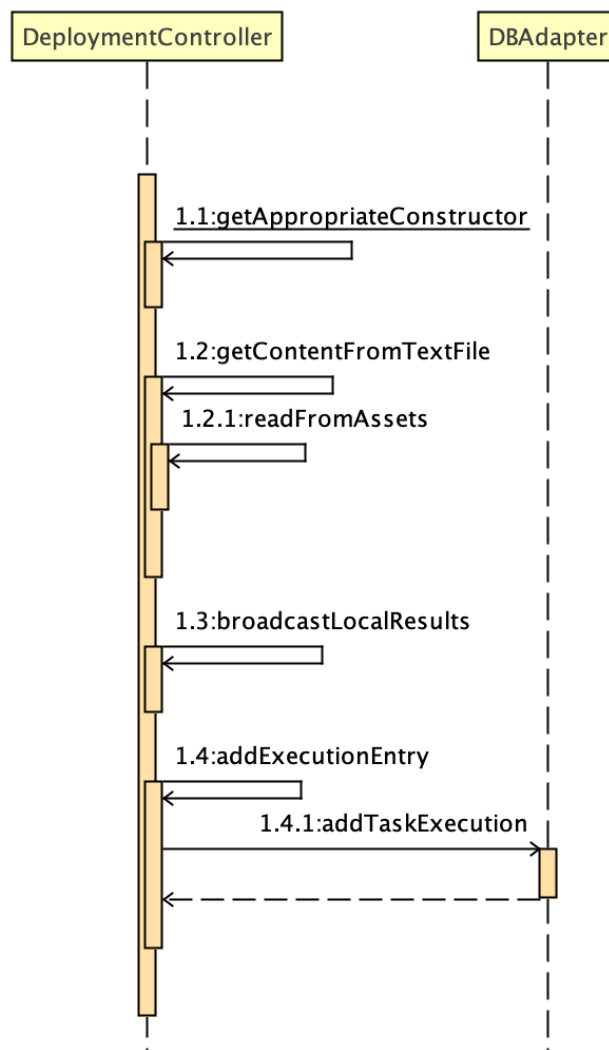 DeploymentController
DBAdapter
1.1:getAppropriateConstructor
1.2:getContentFromTextFile
1.2.1:readFromAssets
1.3:broadcastLocalResults
1.4:addExecutionEntry
1.4.1:addTaskExecution